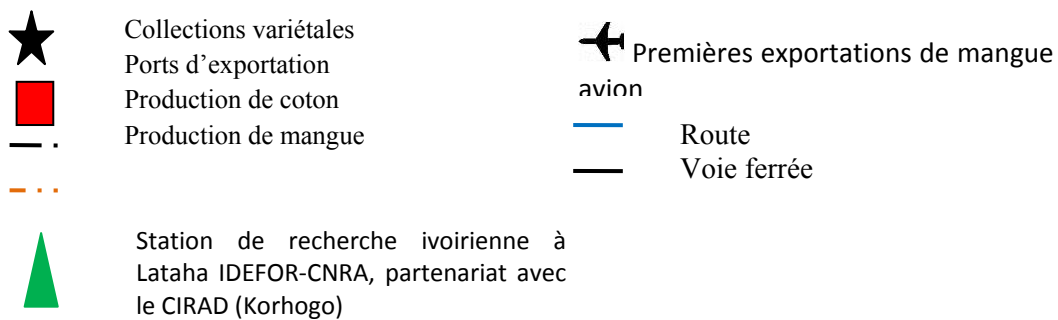 Collections variétales
Ports d’exportation
Production de coton
Production de mangue
Station de recherche ivoirienne à
Lataha IDEFOR-CNRA, partenariat avec
le CIRAD (Korhogo)
Premières exportations de mangue
avion
Route
Voie ferrée